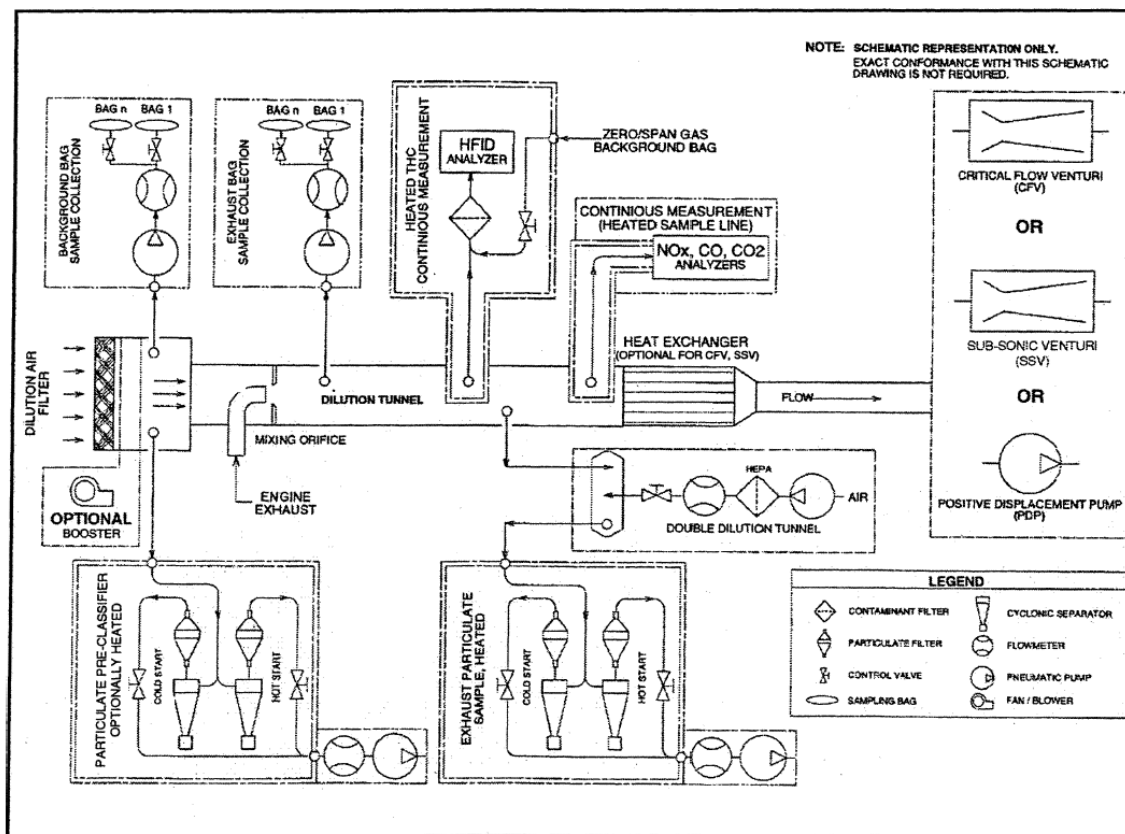 NOTE: SCHEMATIC REPRESENTATION ONLY.
EXACT CONFORMANCE WITH THIS SCHEMATIC
DRAWING IS NOT REQUIRED.
BAG n BAG 1
BACKGROUND BAG
SAMPLE COLLECTION
BAG n BAG 1
EXHAUST BAG
SAMPLE COLLECTION
HEATED THC
CONTINUOUS MEASUREMENT
HFID
ANALYZER
ZERO/SPAN GAS
BACKGROUND BAG
CONTINIOUS MEASUREMENT
(HEATED SAMPLE LINE)
NOx, CO, CO2
ANALYZERS
CRITICAL FLOW VENTURI
(CFV)
OR
SUB-SONIC VENTURI
(SSV)
OR
POSITIVE DISPLACEMENT PUMP
(PDP)
DILUTION AIR
FILTER
HEAT EXCHANGER
(OPTIONAL FOR CFV, SSV)
DILUTION TUNNEL
FLOW
MIXING ORIFICE
ENGINE
EXHAUST
OPTIONAL
BOOSTER
HEPA
AIR
DOUBLE DILUTION TUNNEL
PARTICULATE PRE-CLASSIFIER
OPTIONALLY HEATED
COLD START
HOT START
EXHAUST PARTICULATE
SAMPLE, HEATED
COLD START
HOT START
LEGEND
CONTAMINANT FILTER
CYCLONIC SEPARATOR
PARTICULATE FILTER
FLOWMETER
CONTROL VALVE
PNEUMATIC PUMP
SAMPLING BAG
FAN / BLOWER